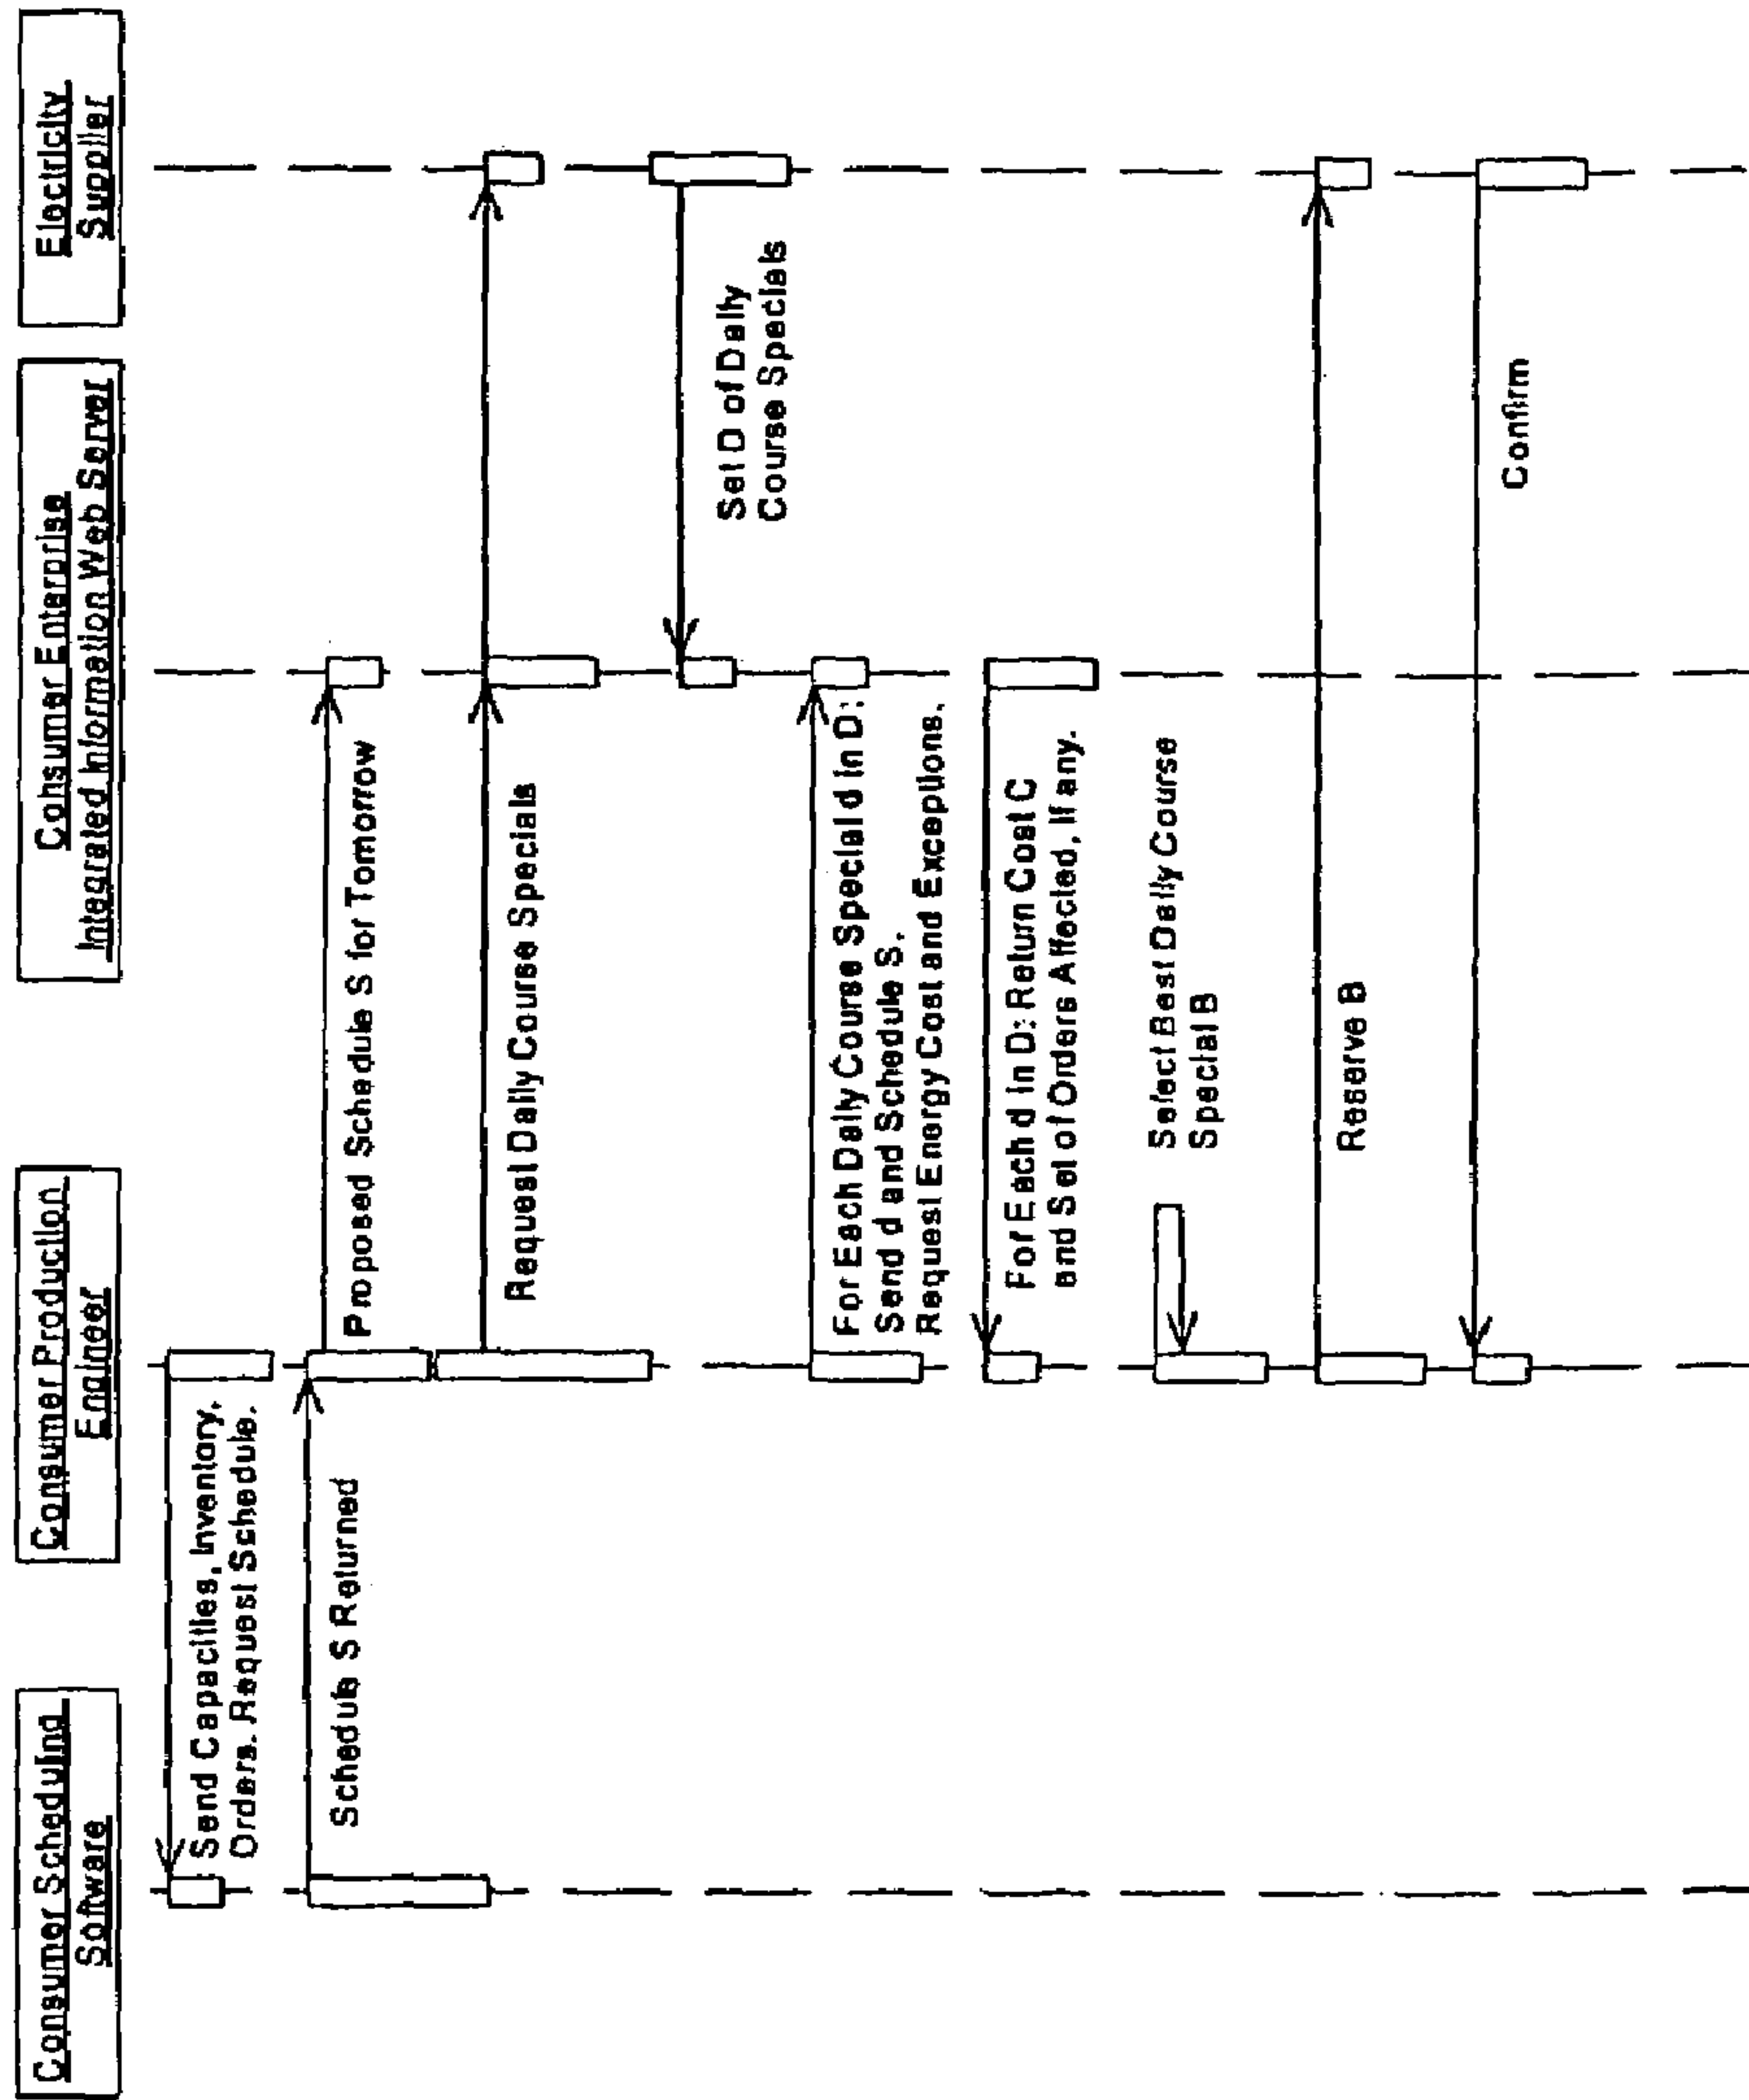 Consumer Scheduling
Software
Consumer Production
Engineer
Consumer Enterprise
Integrated Information Web Server
Electricity
Supplier
Send Capacities, Inventory,
Orders. Request Schedule.
Schedule S Returned
Proposed Schedule S for Tomorrow
Request Daily Course Specials
Set D of Daily
Course Specials
For Each Daily Course Special d in D:
Send d and Schedule S.
Request Energy Cost and Exceptions.
For Each d in D: Return Cost C
and Set of Orders Affected, if any.
Select Best Daily Course
Special B
Reserve B
Confirm